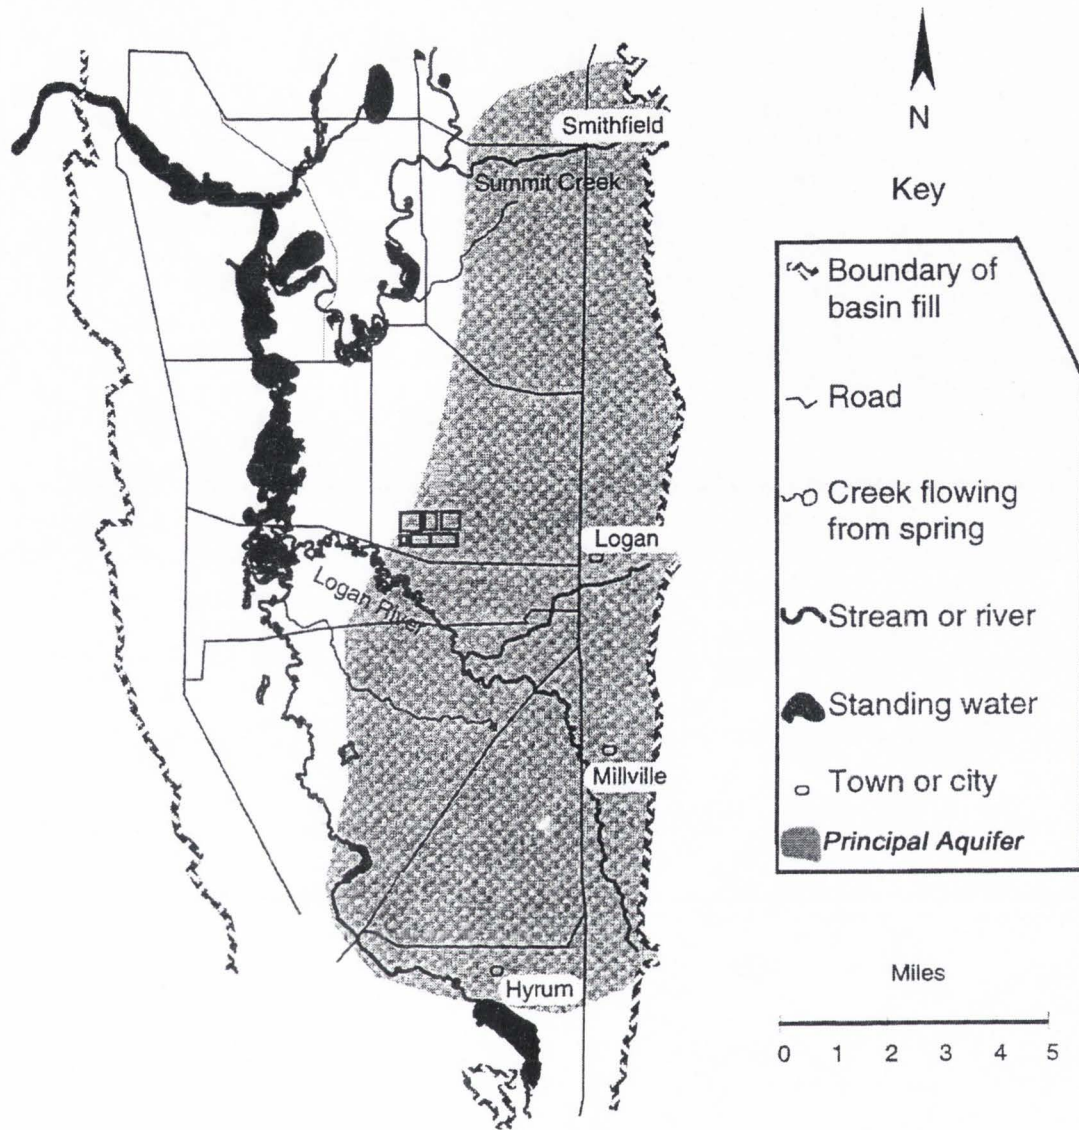 Smithfield
Summit Creek
Logan
Logan River
Millville
Hyrum
N
Key
Boundary of
basin fill
Road
Creek flowing
from spring
Stream or river
Standing water
Town or city
Principal Aquifer
Miles
0 1 2 3 4 5